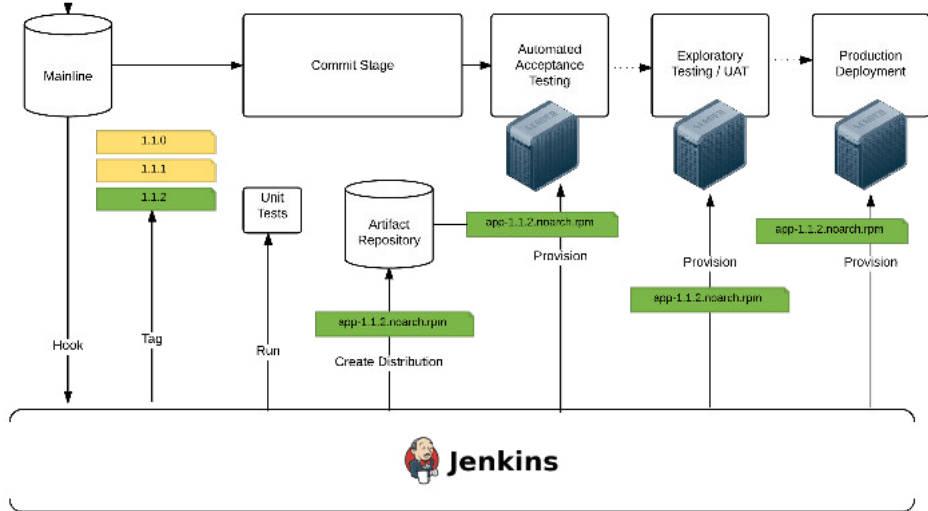 Mainline
Commit Stage
Automated
Acceptance
Testing
Exploratory
Testing / UAT
Production
Deployment
SERVER
SERVER
SERVER
1.1.0
1.1.1
1.1.2
Unit
Tests
Artifact
Repository
app-1.1.2.noarch.rpm
app-1.1.2.noarch.rpm
Provision
Provision
Provision
app-1.1.2.noarch.rpm
app-1.1.2.noarch.rpm
Hook
Tag
Run
Create Distribution
Jenkins